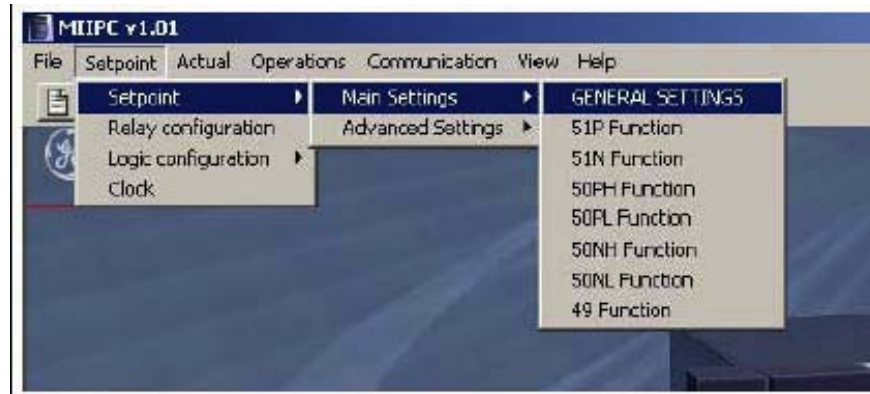 MIIPC v1.01
File Setpoint Actual Operations Communication View Help
Setpoint
Relay configuration
Logic configuration
Clock
Main Settings
Advanced Settings
GENERAL SETTINGS
51P Function
51N Function
50PH Function
50PL Function
50NH Function
50NL Function
49 Function